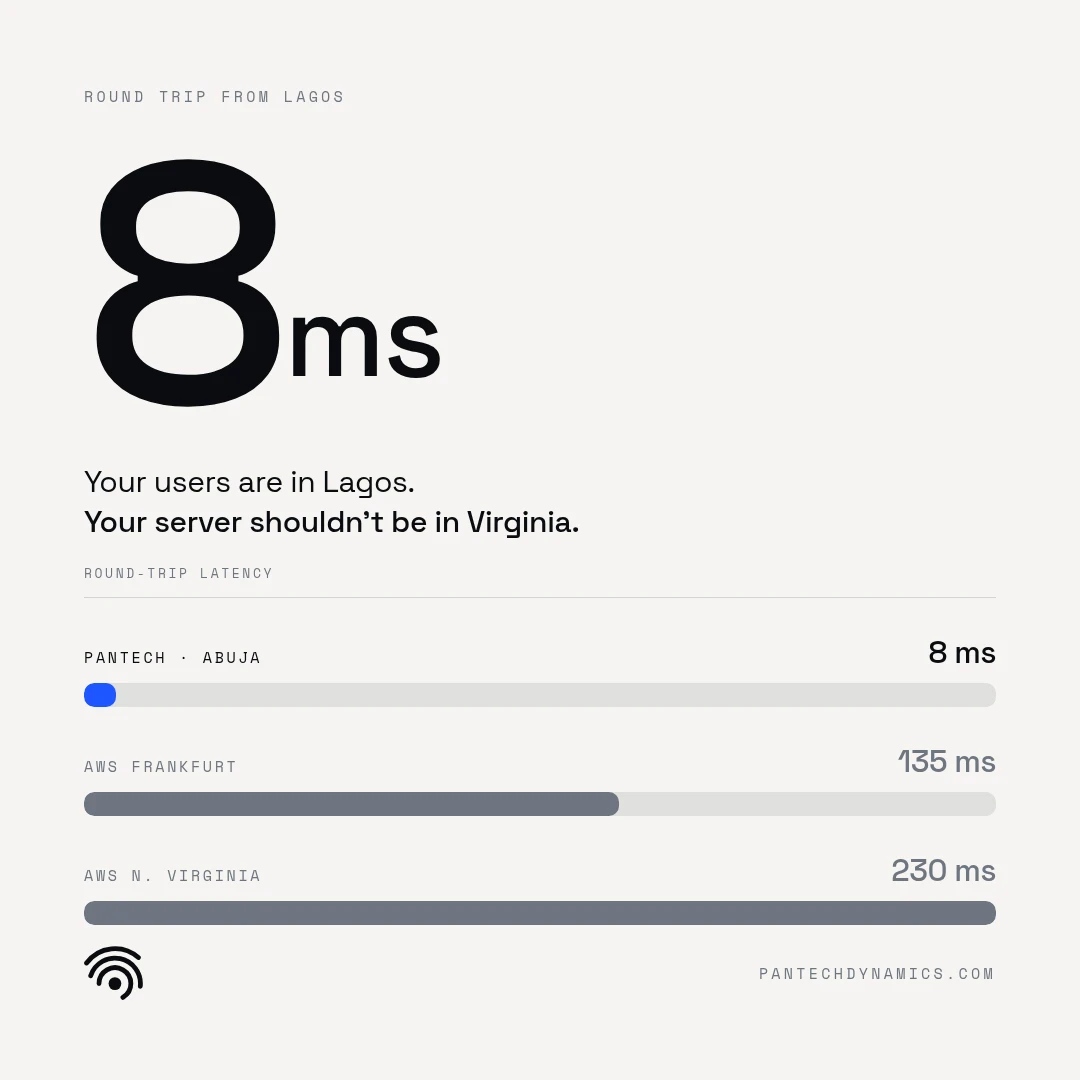 ROUND TRIP FROM LAGOS
8ms
Your users are in Lagos.
Your server shouldn’t be in Virginia.
ROUND-TRIP LATENCY
PANTECH · ABUJA 8 ms
AWS FRANKFURT 135 ms
AWS N. VIRGINIA 230 ms
PANTECHDYNAMICS.COM